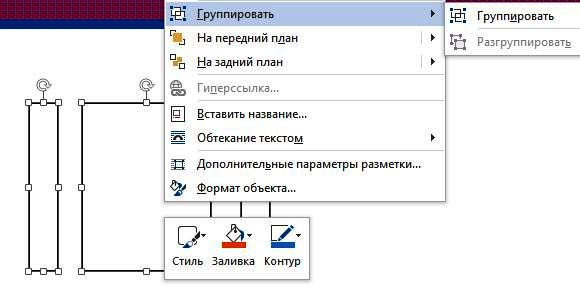 Группировать
Группировать
На передний план
Разгруппировать
На задний план
Гиперссылка...
Вставить название...
Обтекание текстом
Дополнительные параметры разметки...
Формат объекта...
Стиль Заливка Контур